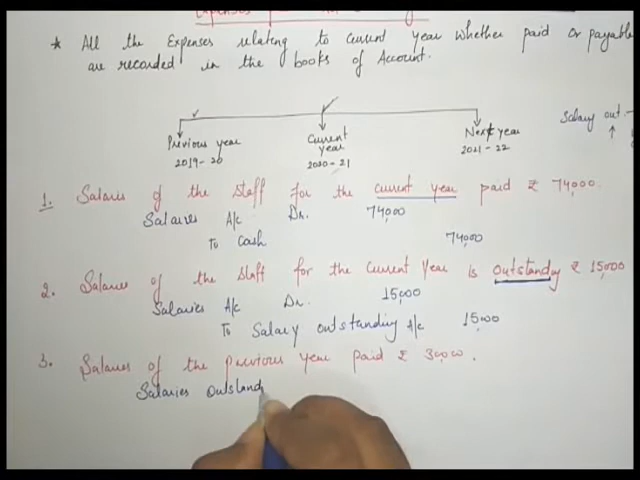 ★ All the Expenses relating to current year whether paid or payable
are recorded in the books of Account.
Previous year
2019-20
Current
year
2020-21
Next year
2021-22
Salary out
1. Salaries of the staff for the current year paid ₹ 74,000.
Salaries A/c Dr. 74,000
To Cash 74,000
2. Salaries of the staff for the Current Year is outstanding ₹ 15,000
Salaries A/c Dr. 15,000
To Salary outstanding A/c 15,000
3. Salaries of the previous year paid ₹ 30,000.
Salaries Outstand